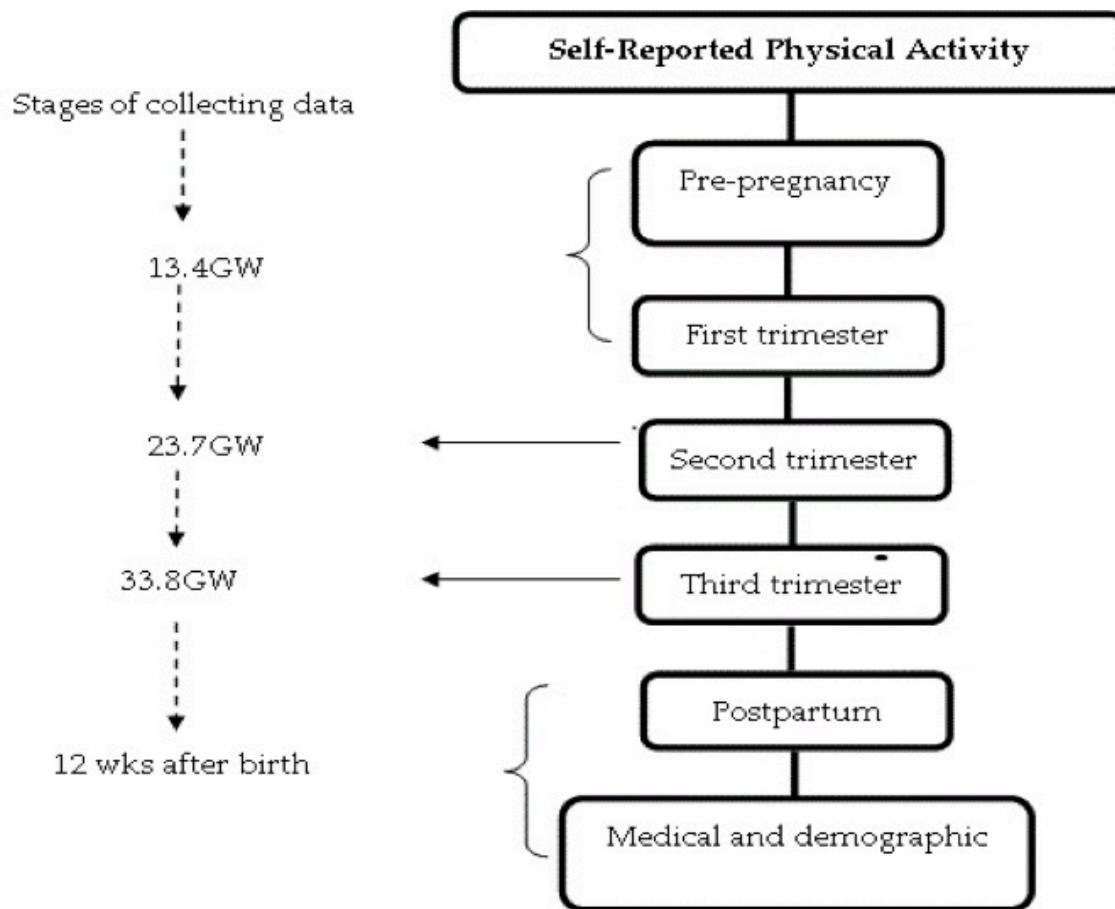 Self-Reported Physical Activity
Stages of collecting data
Pre-pregnancy
13.4GW
First trimester
23.7GW
Second trimester
33.8GW
Third trimester
Postpartum
12 wks after birth
Medical and demographic